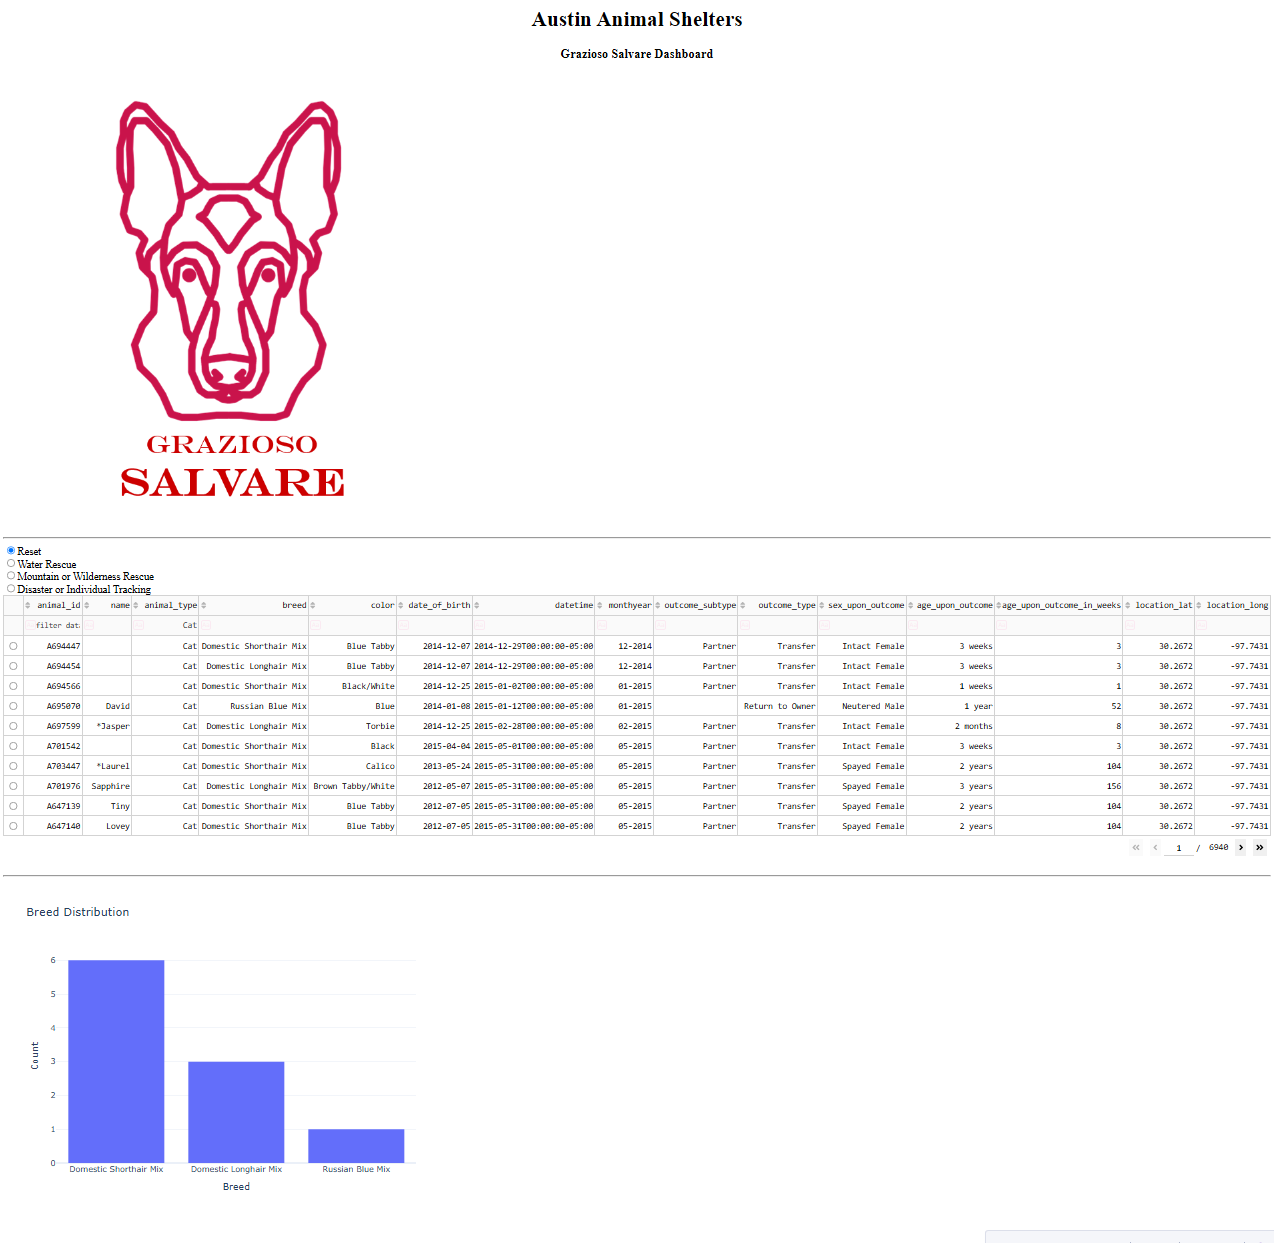 Austin Animal Shelters
Grazioso Salvare Dashboard
GRAZIOSO
SALVARE
Reset
Water Rescue
Mountain or Wilderness Rescue
Disaster or Individual Tracking
animal_id name animal_type breed color date_of_birth datetime monthyear outcome_subtype outcome_type sex_upon_outcome age_upon_outcome age_upon_outcome_in_weeks location_lat location_long
filter dat Cat
A694447 Cat Domestic Shorthair Mix Blue Tabby 2014-12-07 2014-12-29T00:00:00-05:00 12-2014 Partner Transfer Intact Female 3 weeks 3 30.2672 -97.7431
A694454 Cat Domestic Longhair Mix Blue Tabby 2014-12-07 2014-12-29T00:00:00-05:00 12-2014 Partner Transfer Intact Female 3 weeks 3 30.2672 -97.7431
A694566 Cat Domestic Shorthair Mix Black/White 2014-12-25 2015-01-02T00:00:00-05:00 01-2015 Partner Transfer Intact Female 1 weeks 1 30.2672 -97.7431
A695070 David Cat Russian Blue Mix Blue 2014-01-08 2015-01-12T00:00:00-05:00 01-2015 Return to Owner Neutered Male 1 year 52 30.2672 -97.7431
A697599 *Jasper Cat Domestic Longhair Mix Torbie 2014-12-25 2015-02-28T00:00:00-05:00 02-2015 Partner Transfer Intact Female 2 months 8 30.2672 -97.7431
A701542 Cat Domestic Shorthair Mix Black 2015-04-04 2015-05-01T00:00:00-05:00 05-2015 Partner Transfer Intact Female 3 weeks 3 30.2672 -97.7431
A703447 *Laurel Cat Domestic Shorthair Mix Calico 2013-05-24 2015-05-31T00:00:00-05:00 05-2015 Partner Transfer Spayed Female 2 years 104 30.2672 -97.7431
A701976 Sapphire Cat Domestic Longhair Mix Brown Tabby/White 2012-05-07 2015-05-31T00:00:00-05:00 05-2015 Partner Transfer Spayed Female 3 years 156 30.2672 -97.7431
A647139 Tiny Cat Domestic Shorthair Mix Blue Tabby 2012-07-05 2015-05-31T00:00:00-05:00 05-2015 Partner Transfer Spayed Female 2 years 104 30.2672 -97.7431
A647140 Lovey Cat Domestic Shorthair Mix Blue Tabby 2012-07-05 2015-05-31T00:00:00-05:00 05-2015 Partner Transfer Spayed Female 2 years 104 30.2672 -97.7431
« ‹ 1 / 6940 › »
Breed Distribution
6
5
4
3
2
1
0
Count
Domestic Shorthair Mix Domestic Longhair Mix Russian Blue Mix
Breed